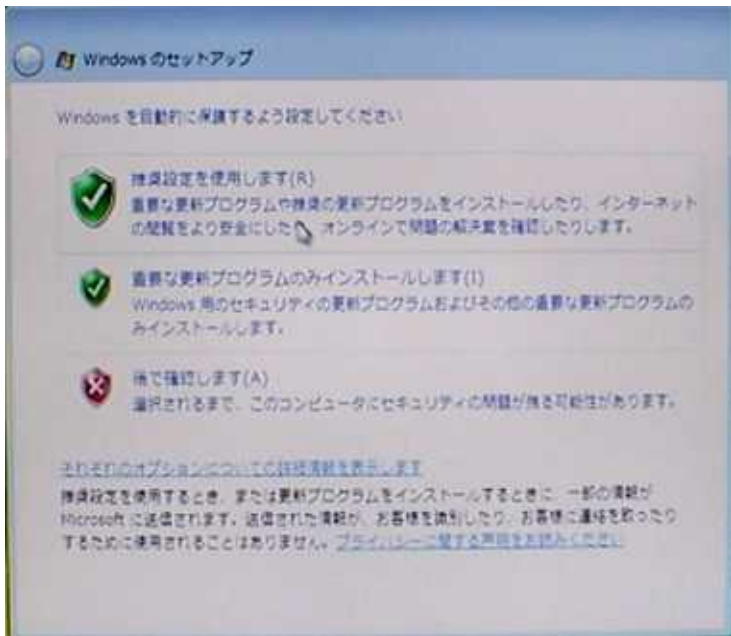 Windows のセットアップ
Windows を自動的に保護するよう設定してください
推奨設定を使用します(R)
重要な更新プログラムや推奨の更新プログラムをインストールしたり、インターネット
の閲覧をより安全にした オンラインで問題の解決策を確認したりします。
重要な更新プログラムのみインストールします(I)
Windows 用のセキュリティの更新プログラムおよびその他の重要な更新プログラムの
みインストールします。
後で確認します(A)
選択されるまで、このコンピュータにセキュリティの問題が残る可能性があります。
それぞれのオプションについての詳細情報を表示します
推奨設定を使用するとき、または更新プログラムをインストールするときに、一部の情報が
Microsoft に送信されます。送信された情報が、お客様を識別したり、お客様に連絡を取ったり
するために使用されることはありません。プライバシーに関する声明をお読みください